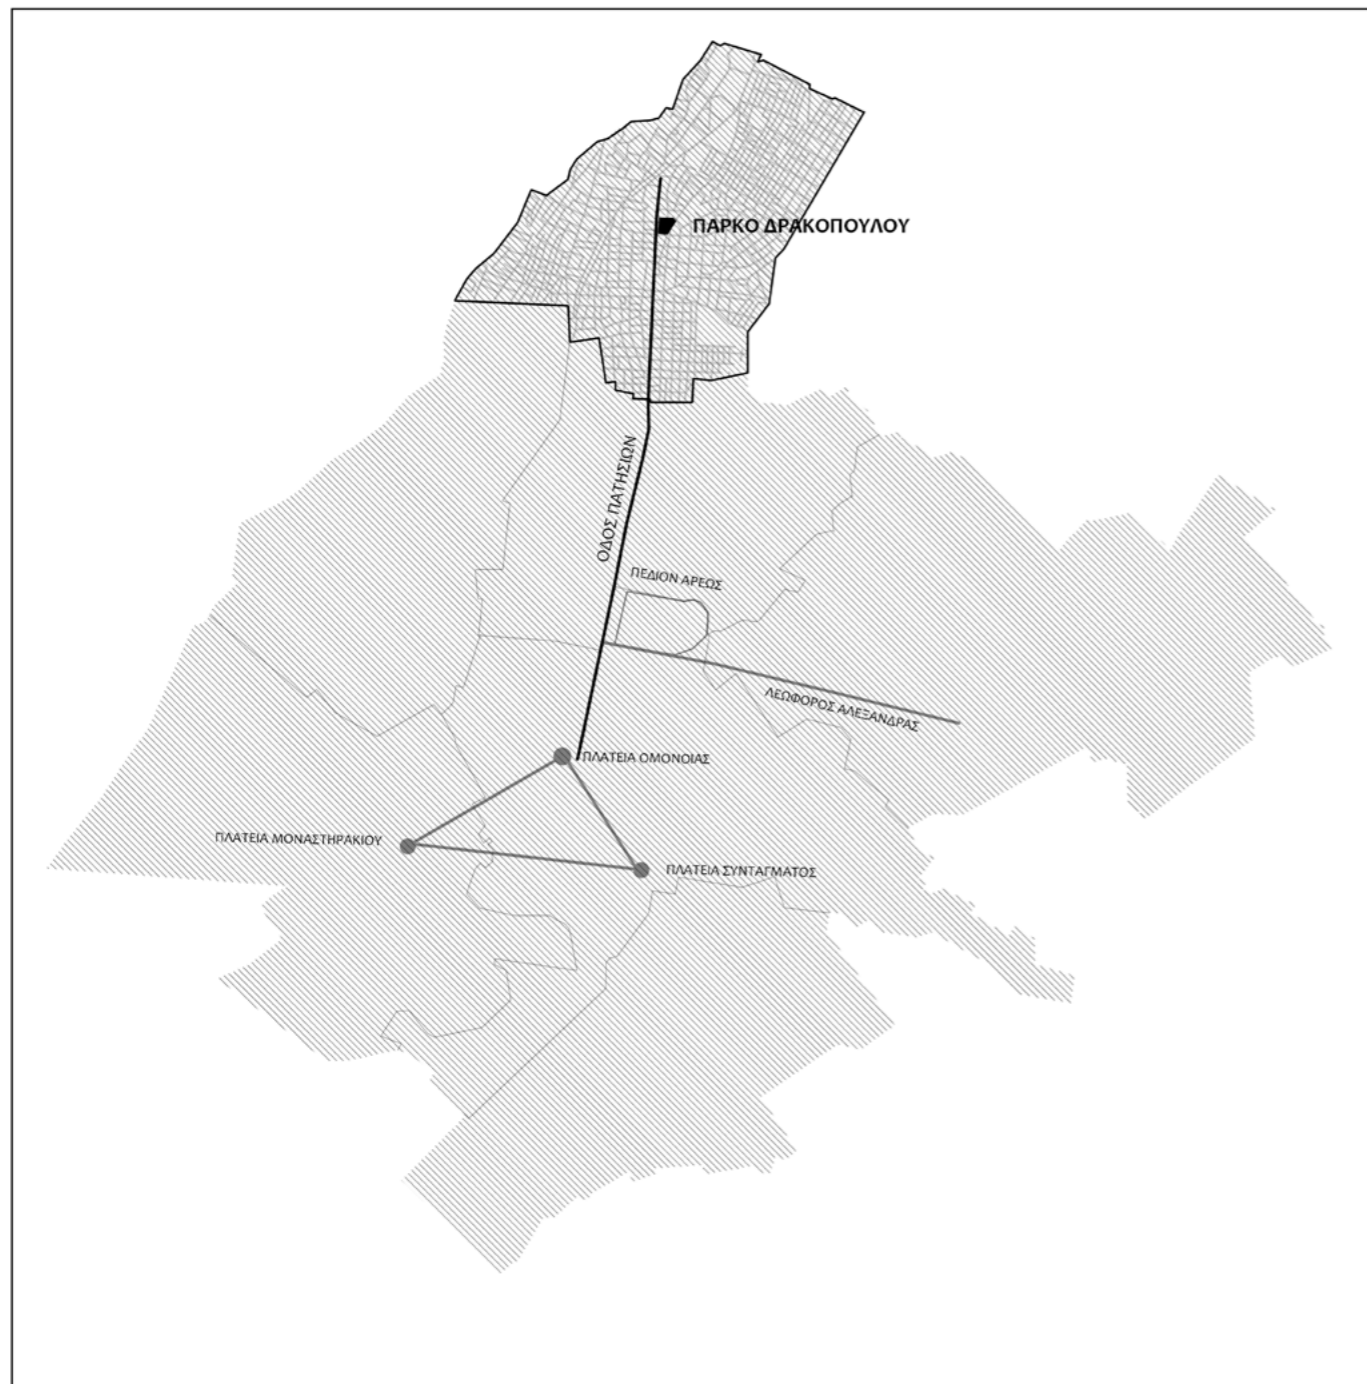 ΠΑΡΚΟ ΔΡΑΚΟΠΟΥΛΟΥ
ΟΔΟΣ ΠΑΤΗΣΙΩΝ
ΠΕΔΙΟΝ ΑΡΕΩΣ
ΛΕΩΦΟΡΟΣ ΑΛΕΞΑΝΔΡΑΣ
ΠΛΑΤΕΙΑ ΟΜΟΝΟΙΑΣ
ΠΛΑΤΕΙΑ ΜΟΝΑΣΤΗΡΑΚΙΟΥ
ΠΛΑΤΕΙΑ ΣΥΝΤΑΓΜΑΤΟΣ